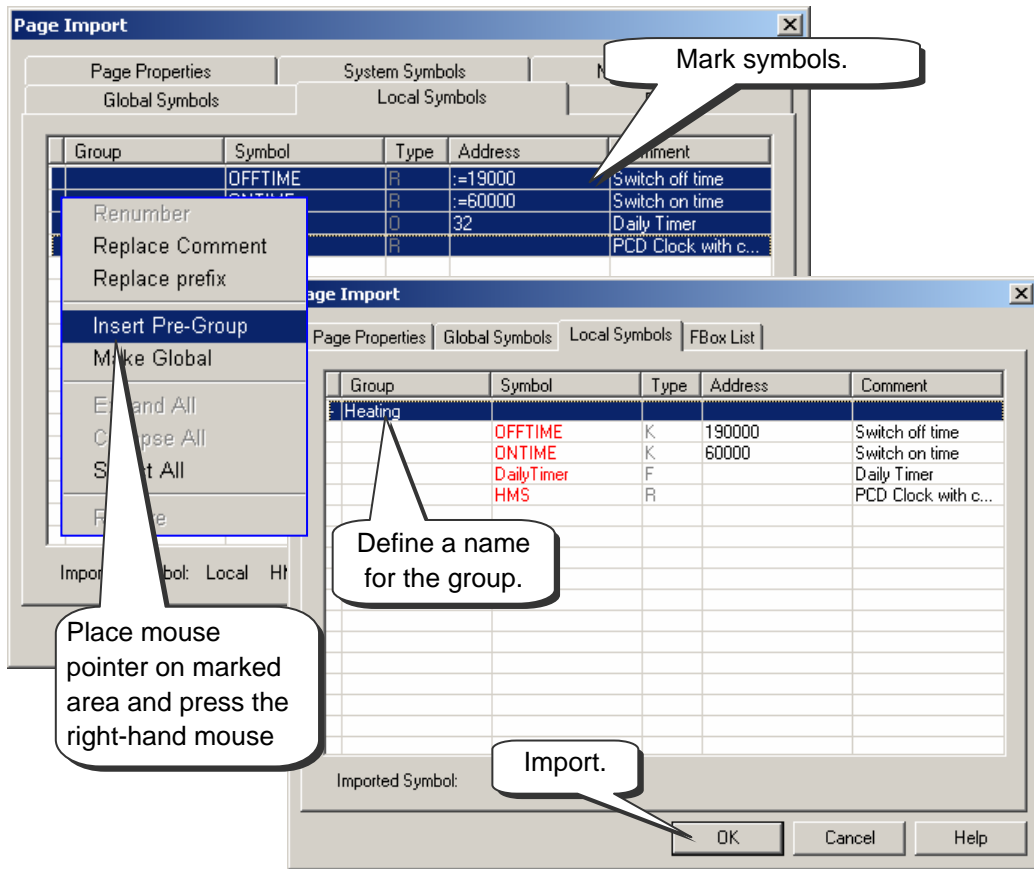 Page Import
Mark symbols.
Page Properties System Symbols
Global Symbols Local Symbols
Group Symbol Type Address Comment
OFFTIME R :=19000 Switch off time
ONTIME R :=60000 Switch on time
O 32 Daily Timer
R PCD Clock with c...
Renumber
Replace Comment
Replace prefix
Insert Pre-Group
Make Global
Expand All
Collapse All
Select All
Local
Place mouse
pointer on marked
area and press the
right-hand mouse
Page Import
Page Properties Global Symbols Local Symbols FBox List
Group Symbol Type Address Comment
Heating
OFFTIME K 190000 Switch off time
ONTIME K 60000 Switch on time
DailyTimer F Daily Timer
HMS R PCD Clock with c...
Define a name
for the group.
Import.
Imported Symbol:
OK Cancel Help